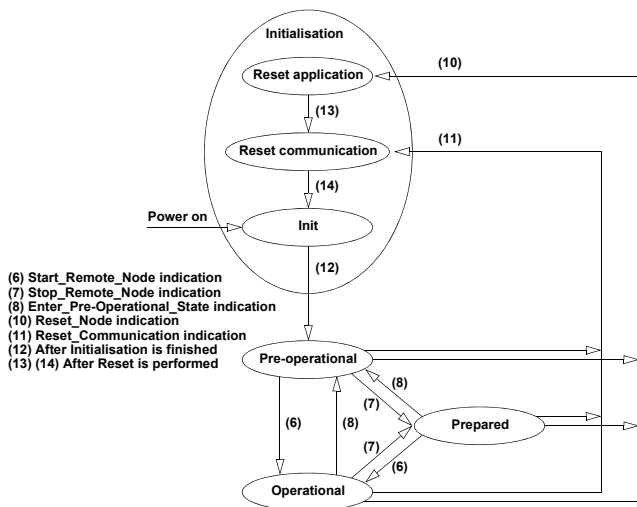 Initialisation
(10)
Reset application
(13)
(11)
Reset communication
(14)
Power on
Init
(12)
(6) Start_Remote_Node indication
(7) Stop_Remote_Node indication
(8) Enter_Pre-Operational_State indication
(10) Reset_Node indication
(11) Reset_Communication indication
(12) After Initialisation is finished
(13) (14) After Reset is performed
Pre-operational
(8)
(7)
(6)
(8)
Prepared
(7)
(6)
Operational